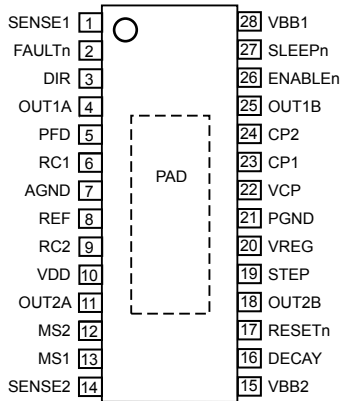 SENSE1 1 28 VBB1
FAULTn 2 27 SLEEPn
DIR 3 26 ENABLEn
OUT1A 4 25 OUT1B
PFD 5 24 CP2
RC1 6 23 CP1
PAD
AGND 7 22 VCP
REF 8 21 PGND
RC2 9 20 VREG
VDD 10 19 STEP
OUT2A 11 18 OUT2B
MS2 12 17 RESETn
MS1 13 16 DECAY
SENSE2 14 15 VBB2